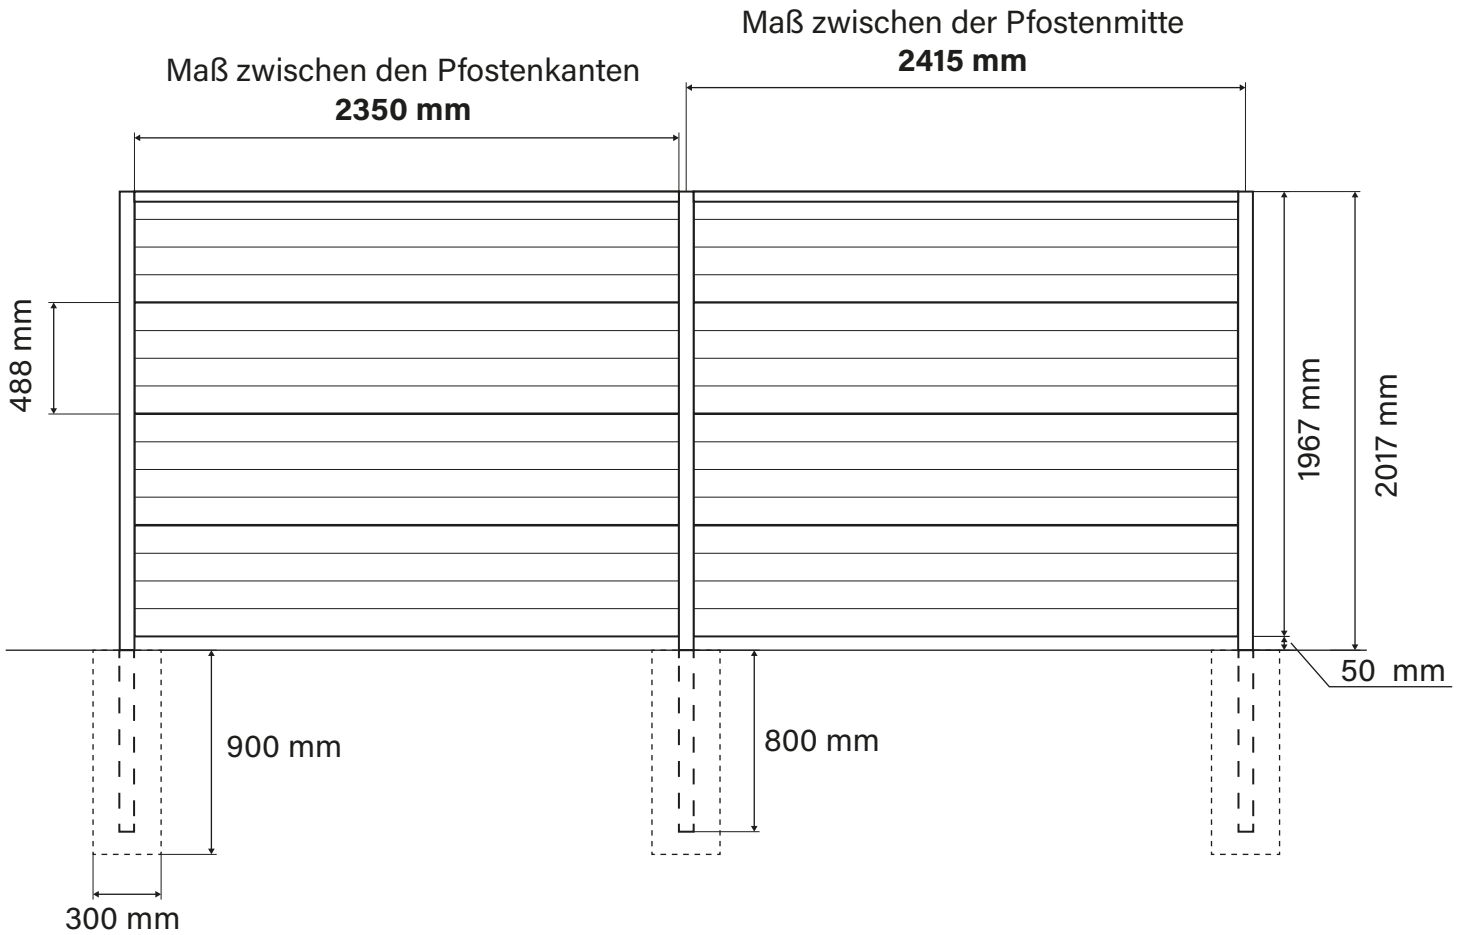 Maß zwischen der Pfostenmitte
2415 mm
Maß zwischen den Pfostenkanten
2350 mm
488 mm
1967 mm
2017 mm
50 mm
900 mm
800 mm
300 mm